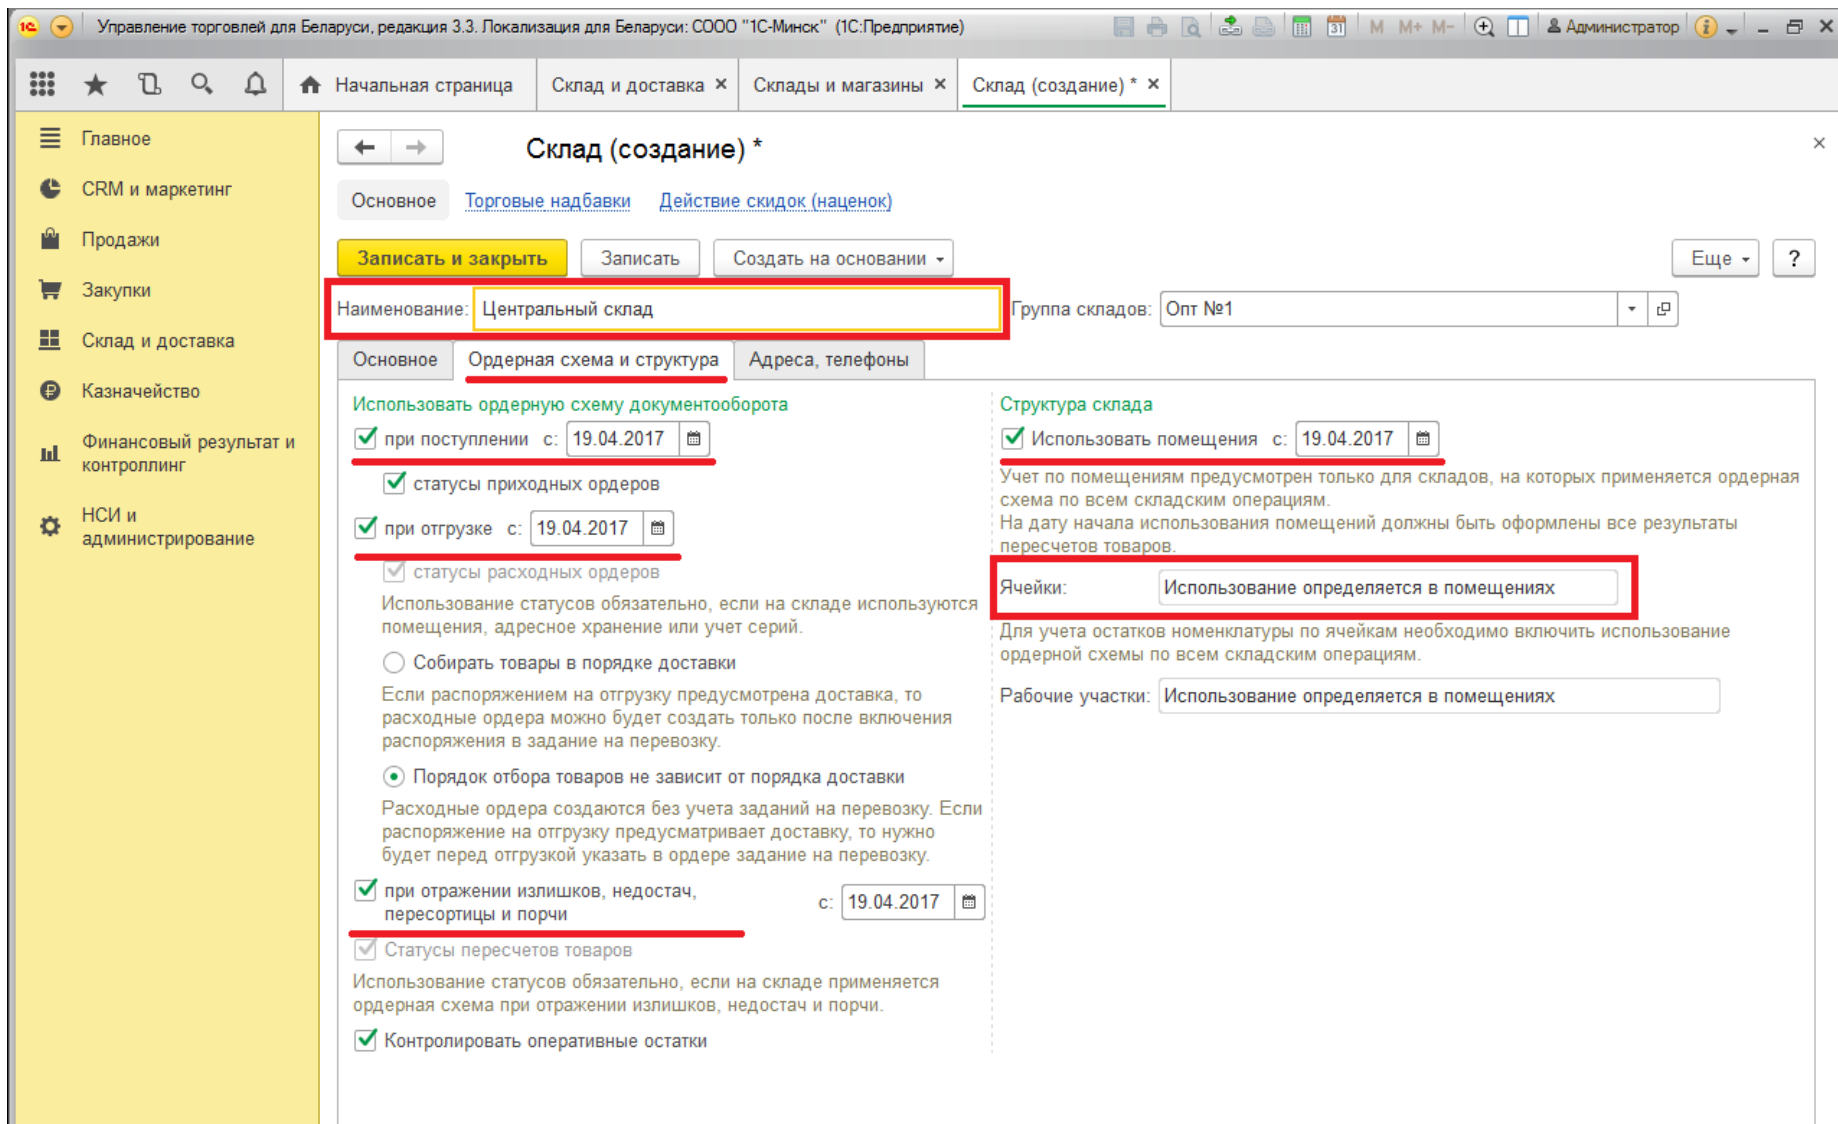 1С Управление торговлей для Беларуси, редакция 3.3. Локализация для Беларуси: СООО "1С-Минск" (1С:Предприятие) 31 M M+ M- Администратор i
Начальная страница Склад и доставка × Склады и магазины × Склад (создание) * ×
Главное
CRM и маркетинг
Продажи
Закупки
Склад и доставка
Казначейство
Финансовый результат и
контроллинг
НСИ и
администрирование
Склад (создание) *
Основное Торговые надбавки Действие скидок (наценок)
Записать и закрыть Записать Создать на основании Еще ?
Наименование: Центральный склад Группа складов: Опт №1
Основное Ордерная схема и структура Адреса, телефоны
Использовать ордерную схему документооборота
при поступлении с: 19.04.2017
статусы приходных ордеров
при отгрузке с: 19.04.2017
статусы расходных ордеров
Использование статусов обязательно, если на складе используются
помещения, адресное хранение или учет серий.
Собирать товары в порядке доставки
Если распоряжением на отгрузку предусмотрена доставка, то
расходные ордера можно будет создать только после включения
распоряжения в задание на перевозку.
Порядок отбора товаров не зависит от порядка доставки
Расходные ордера создаются без учета заданий на перевозку. Если
распоряжение на отгрузку предусматривает доставку, то нужно
будет перед отгрузкой указать в ордере задание на перевозку.
при отражении излишков, недостач,
пересортицы и порчи
с: 19.04.2017
Статусы пересчетов товаров
Использование статусов обязательно, если на складе применяется
ордерная схема при отражении излишков, недостач и порчи.
Контролировать оперативные остатки
Структура склада
Использовать помещения с: 19.04.2017
Учет по помещениям предусмотрен только для складов, на которых применяется ордерная
схема по всем складским операциям.
На дату начала использования помещений должны быть оформлены все результаты
пересчетов товаров.
Ячейки: Использование определяется в помещениях
Для учета остатков номенклатуры по ячейкам необходимо включить использование
ордерной схемы по всем складским операциям.
Рабочие участки: Использование определяется в помещениях